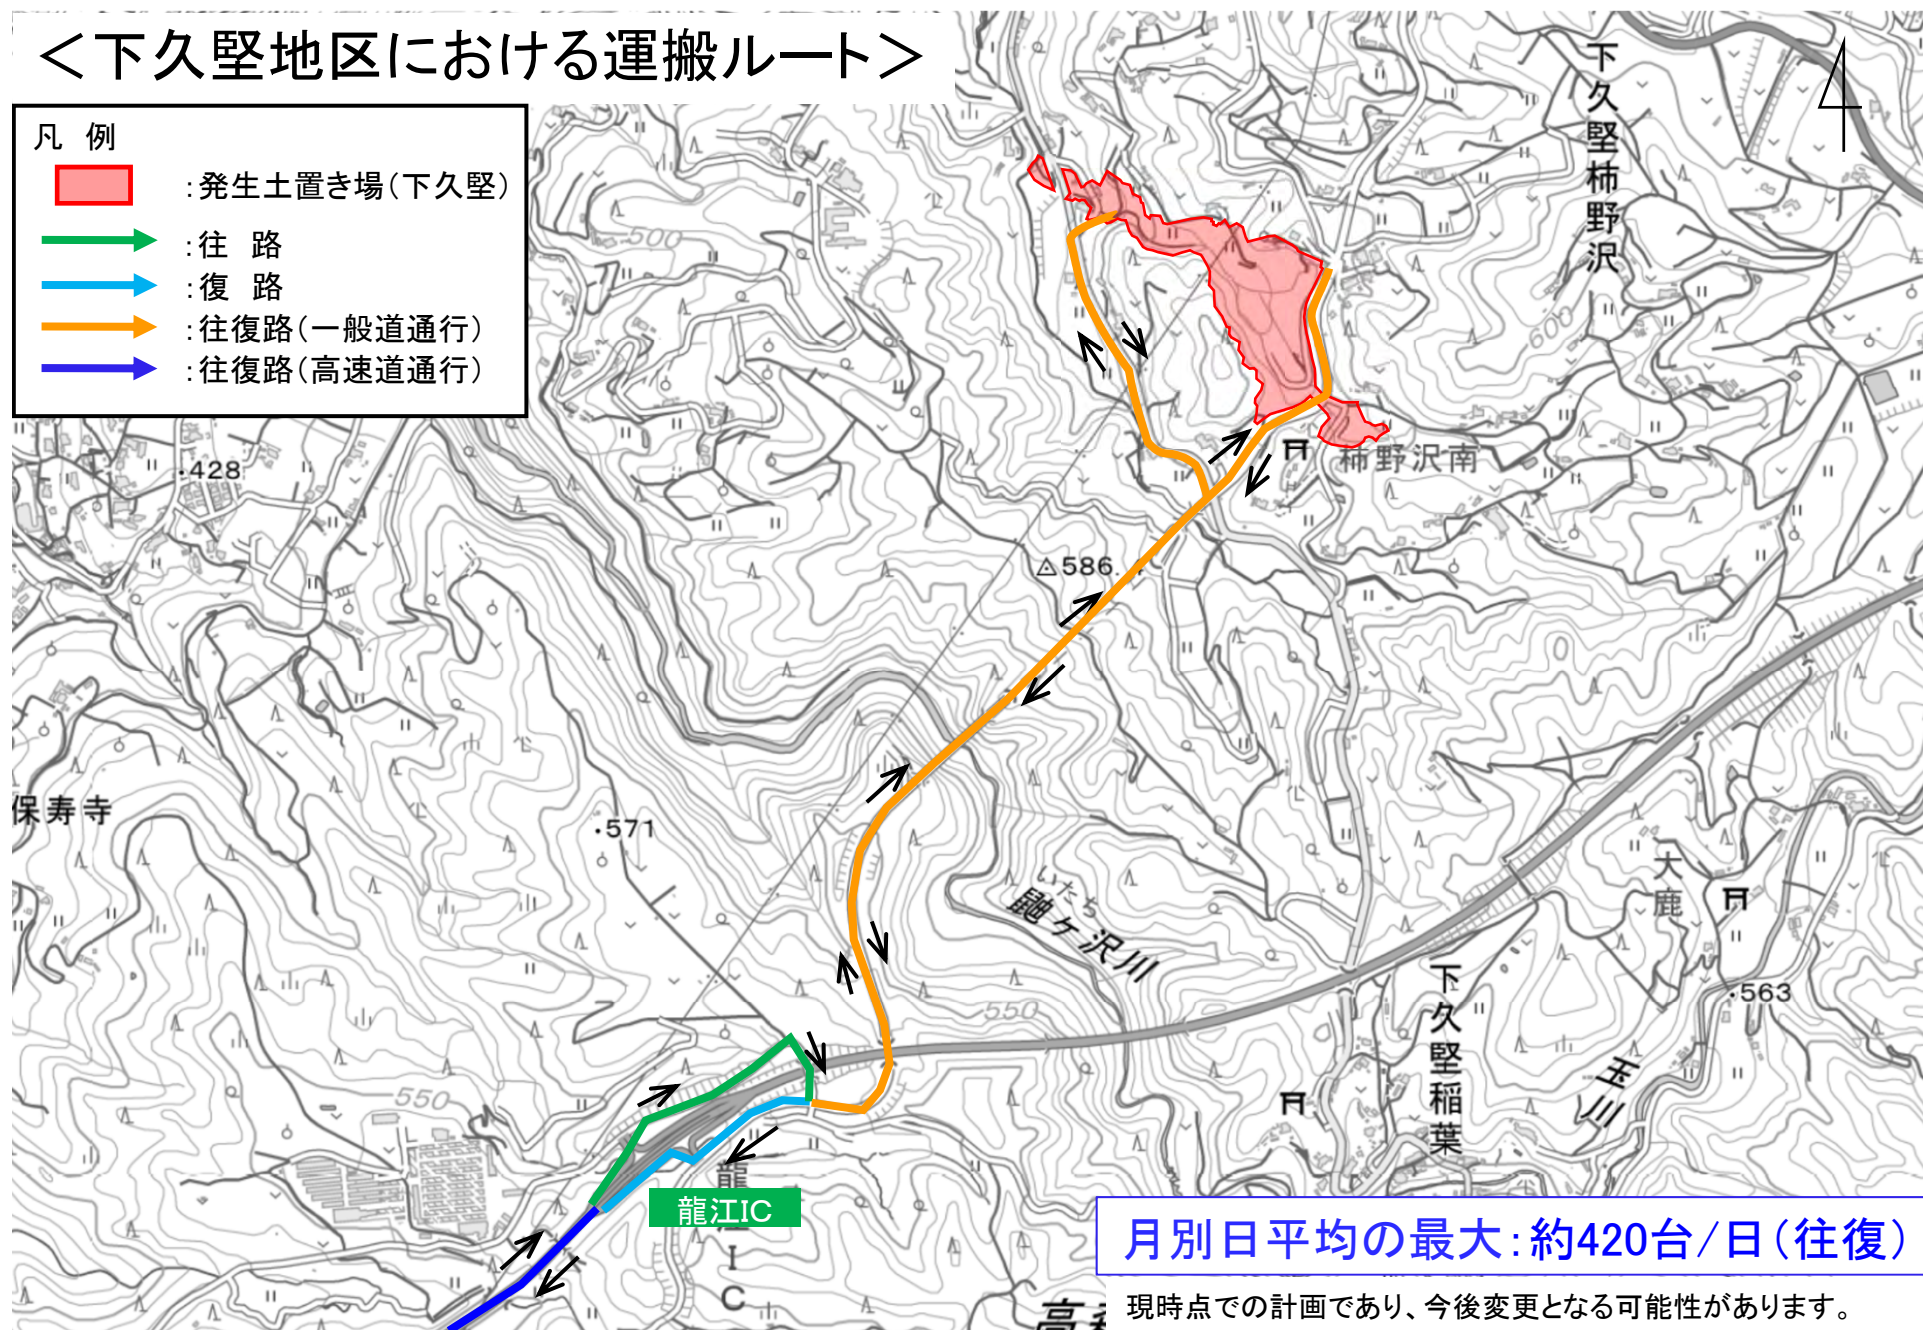 ＜下久堅地区における運搬ルート＞
凡 例
：発生土置き場（下久堅）
：往 路
：復 路
：往復路（一般道通行）
：往復路（高速道通行）
下久堅柿野沢
500
600
柿野沢南
・428
586.
保寿寺
・571
いたち
鼬ヶ沢川
大鹿
550
・563
下久堅稲葉
玉川
550
龍江IC
龍江IC
月別日平均の最大：約420台/日（往復）
現時点での計画であり、今後変更となる可能性があります。